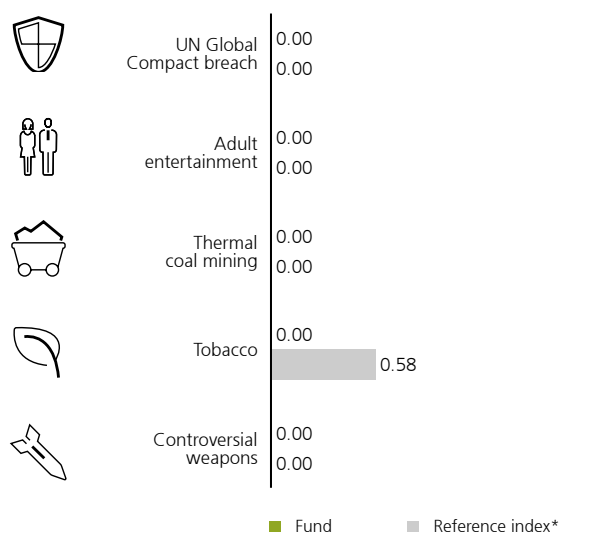 UN Global
Compact breach
0.00
0.00
Adult
entertainment
0.00
0.00
Thermal
coal mining
0.00
0.00
Tobacco
0.00
0.58
Controversial
weapons
0.00
0.00
Fund
Reference index*